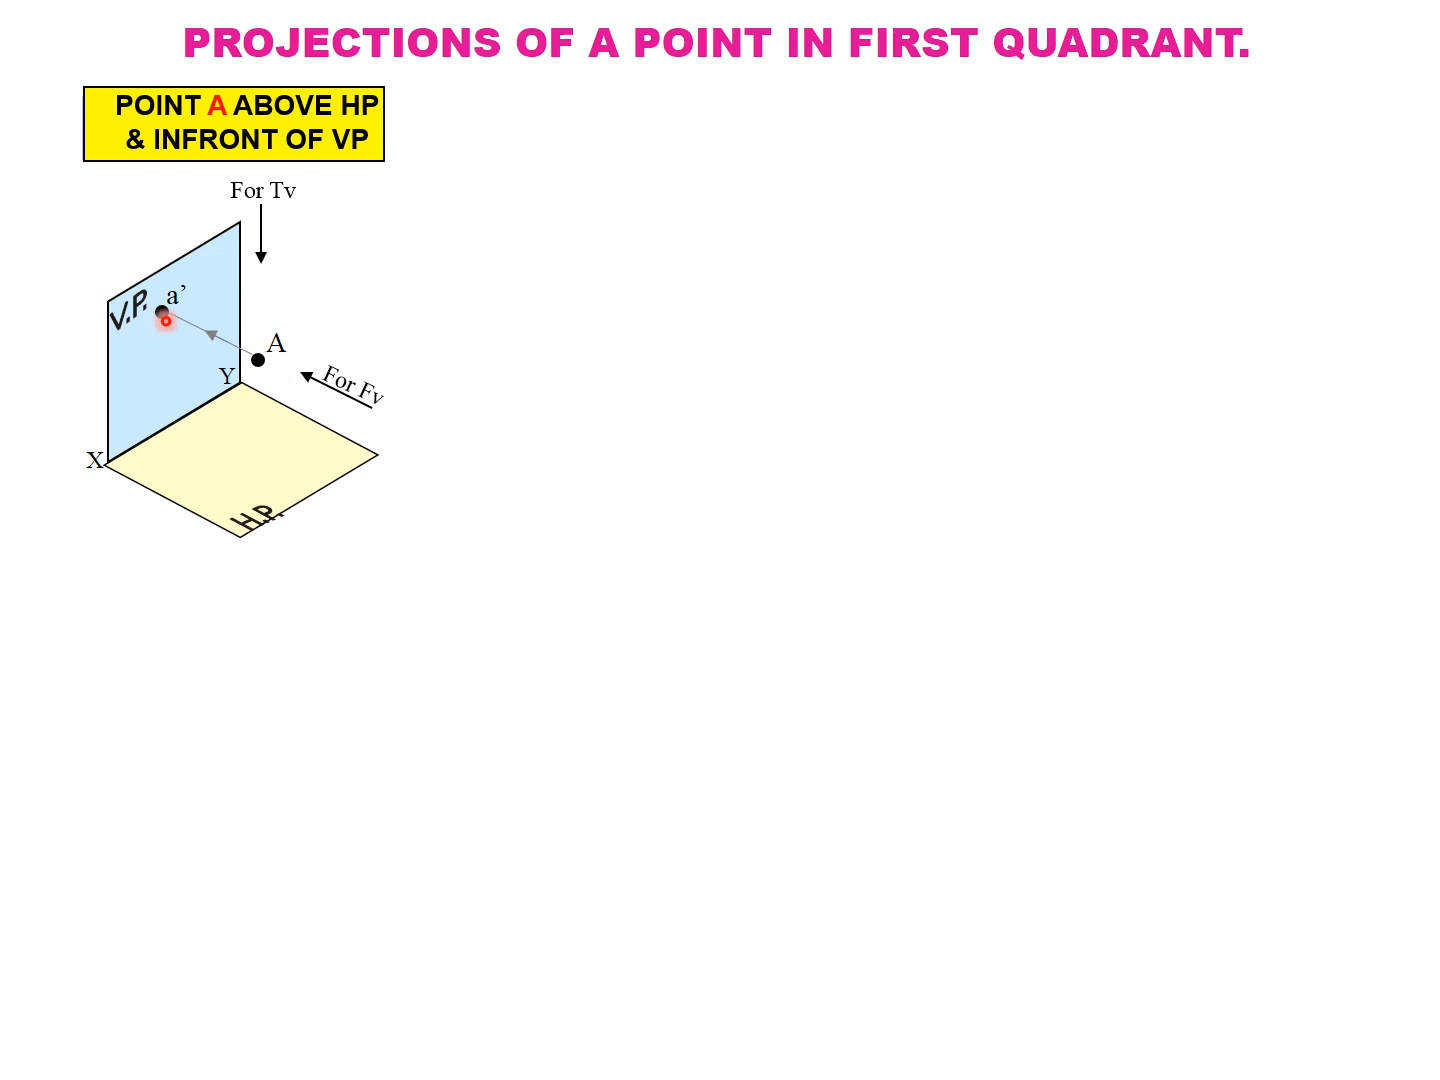 PROJECTIONS OF A POINT IN FIRST QUADRANT.
POINT A ABOVE HP
& INFRONT OF VP
For Tv
V.P.
a’
A
For Fv
Y
X
H.P.